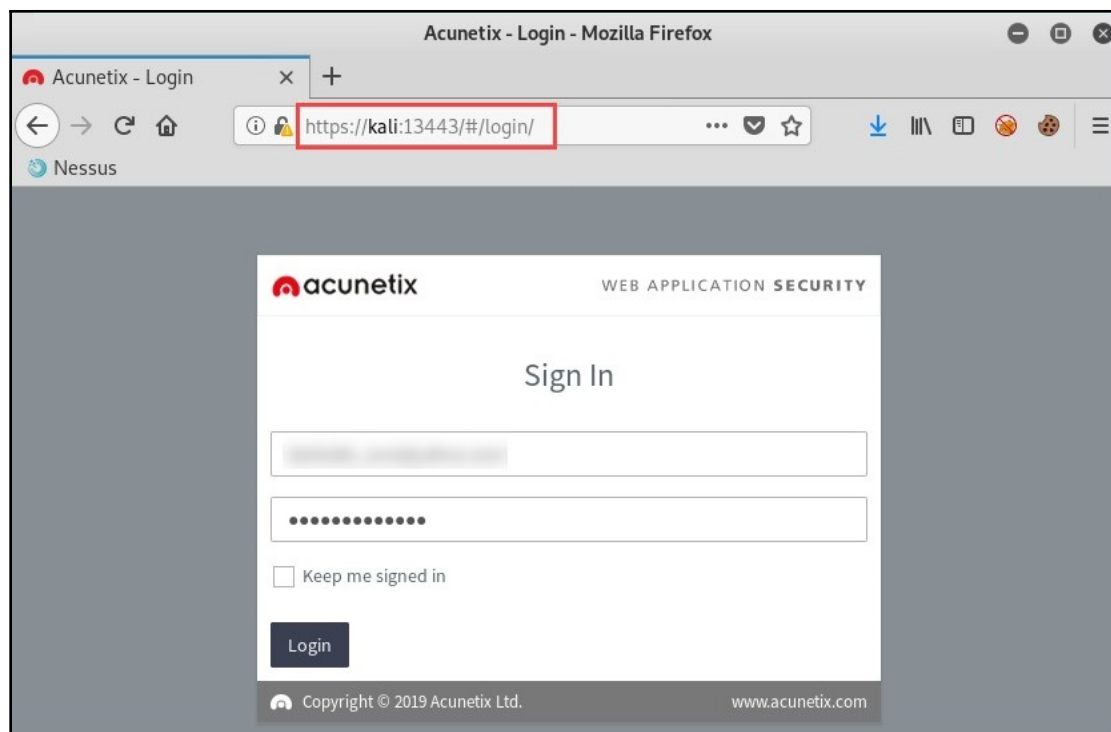 Acunetix - Login - Mozilla Firefox
Acunetix - Login
https://kali:13443/#/login/
Nessus
acunetix WEB APPLICATION SECURITY
Sign In
•••••••••••••
Keep me signed in
Login
Copyright © 2019 Acunetix Ltd. www.acunetix.com